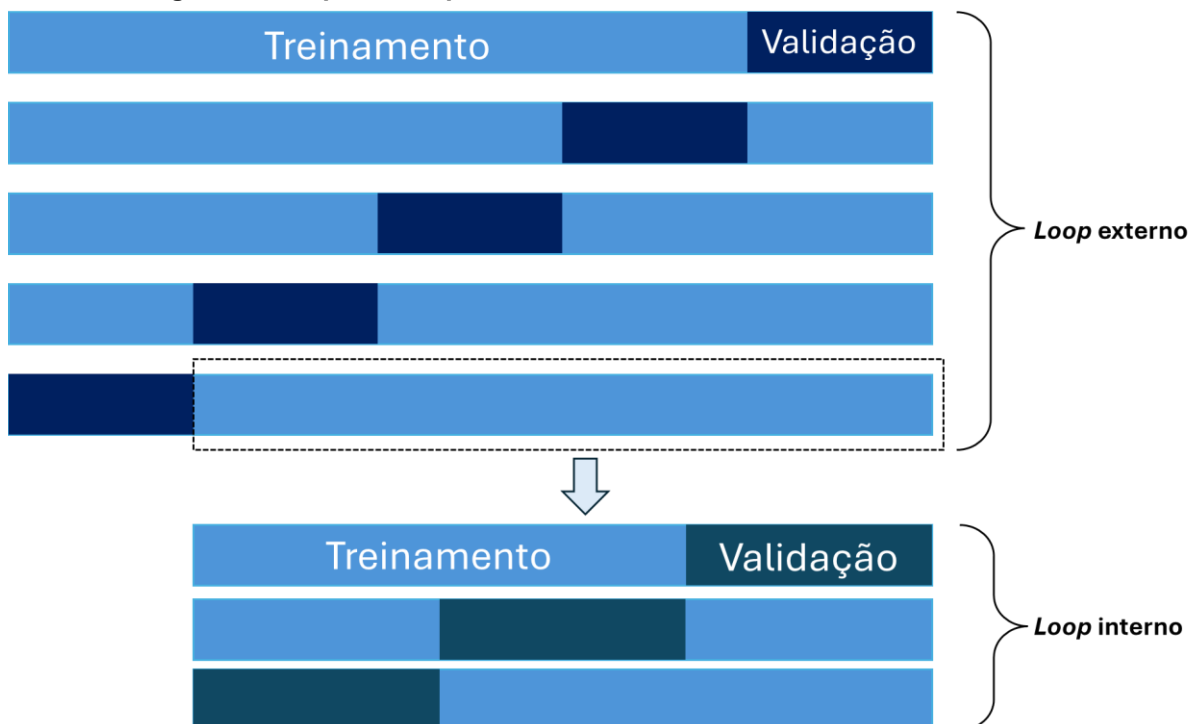 Treinamento
Validação
Loop externo
Treinamento
Validação
Loop interno